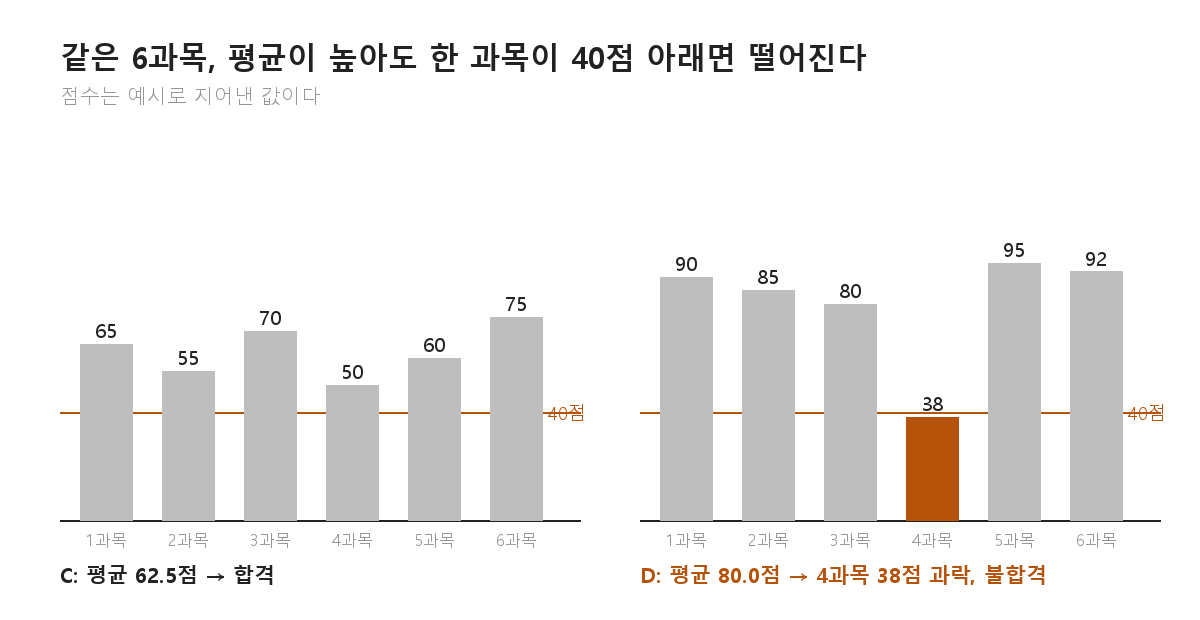 같은 6과목, 평균이 높아도 한 과목이 40점 아래면 떨어진다
점수는 예시로 지어낸 값이다
65
55
70
50
60
75
40점
1과목 2과목 3과목 4과목 5과목 6과목
C: 평균 62.5점 → 합격
90
85
80
38
95
92
40점
1과목 2과목 3과목 4과목 5과목 6과목
D: 평균 80.0점 → 4과목 38점 과락, 불합격